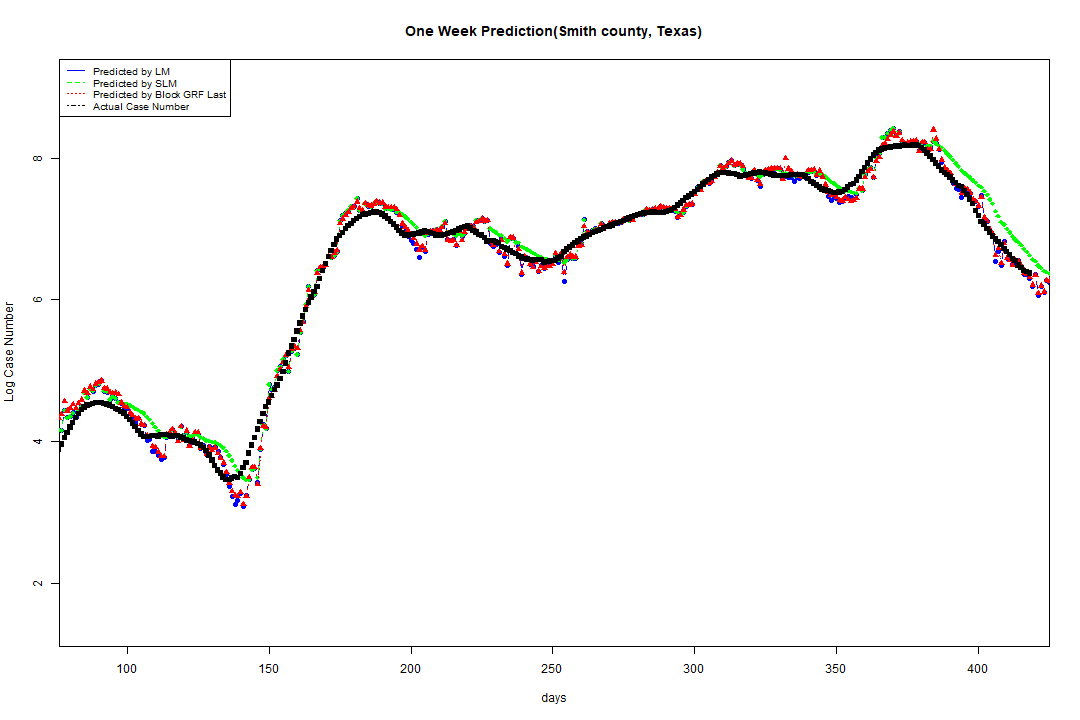 One Week Prediction(Smith county, Texas)
Predicted by LM
Predicted by SLM
Predicted by Block GRF Last
Actual Case Number
8
6
4
2
Log Case Number
100 150 200 250 300 350 400
days